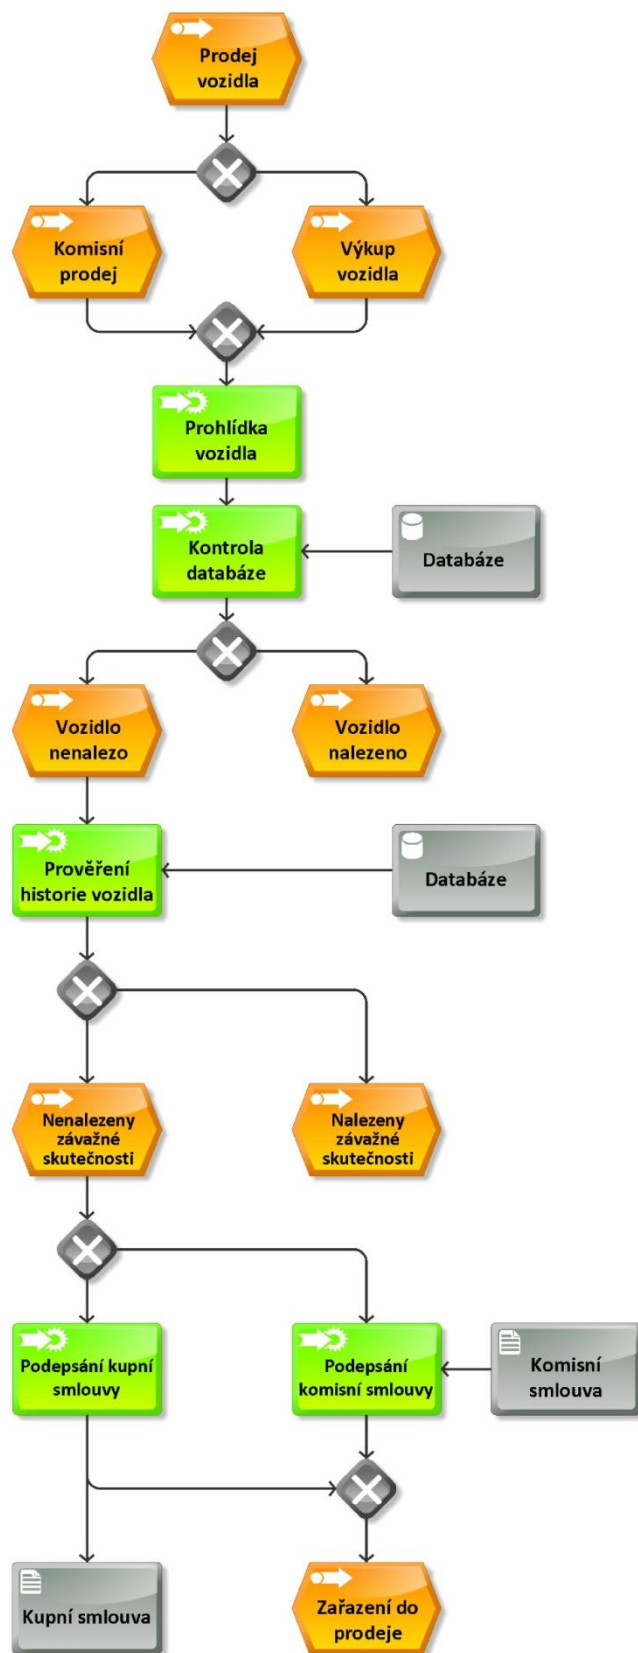 Prodej
vozidla
Komisní
prodej
Výkup
vozidla
Prohlídka
vozidla
Kontrola
databáze
Databáze
Vozidlo
nenalezo
Vozidlo
nalezeno
Prověření
historie vozidla
Databáze
Nenalezeny
závažné
skutečnosti
Nalezeny
závažné
skutečnosti
Podepsání kupní
smlouvy
Podepsání
komisní smlouvy
Komisní
smlouva
Kupní smlouva
Zařazení do
prodeje